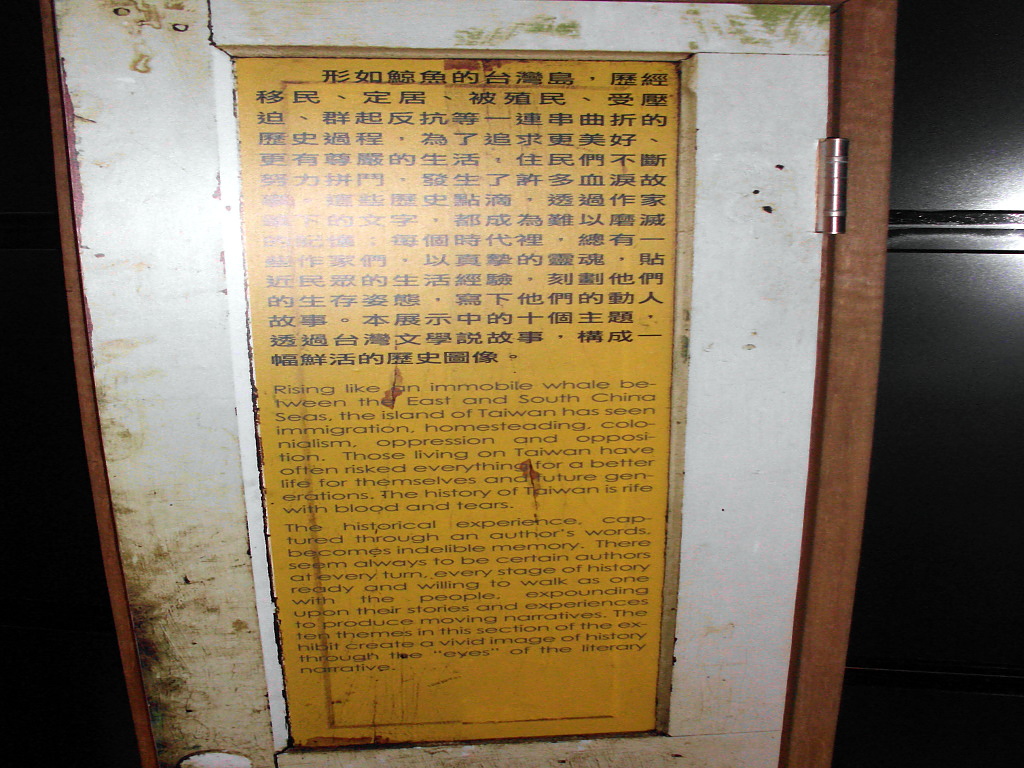 形如鯨魚的台灣島，歷經
移民、定居、被殖民、受壓
迫、群起反抗等一連串曲折的
歷史過程，為了追求更美好、
更有尊嚴的生活，住民們不斷
努力拼鬥，發生了許多血淚故
事。這些歷史點滴，透過作家
筆下的文字，都成為難以磨滅
的記憶；每個時代裡，總有一
些作家們，以真摯的靈魂，貼
近民眾的生活經驗，刻劃他們
的生存姿態，寫下他們的動人
故事。本展示中的十個主題，
透過台灣文學說故事，構成一
幅鮮活的歷史圖像。
Rising like an immobile whale be-
tween the East and South China
Seas, the island of Taiwan has seen
immigration, homesteading, colo-
nialism, oppression and opposi-
tion. Those living on Taiwan have
often risked everything for a better
life for themselves and future gen-
erations. The history of Taiwan is rife
with blood and tears.
The historical experience, cap-
tured through an author's words,
becomes indelible memory. There
seem always to be certain authors
at every turn, every stage of history
ready and willing to walk as one
with the people, expounding
upon their stories and experiences
to produce moving narratives. The
ten themes in this section of the ex-
hibit create a vivid image of history
through the "eyes" of the literary
narrative.